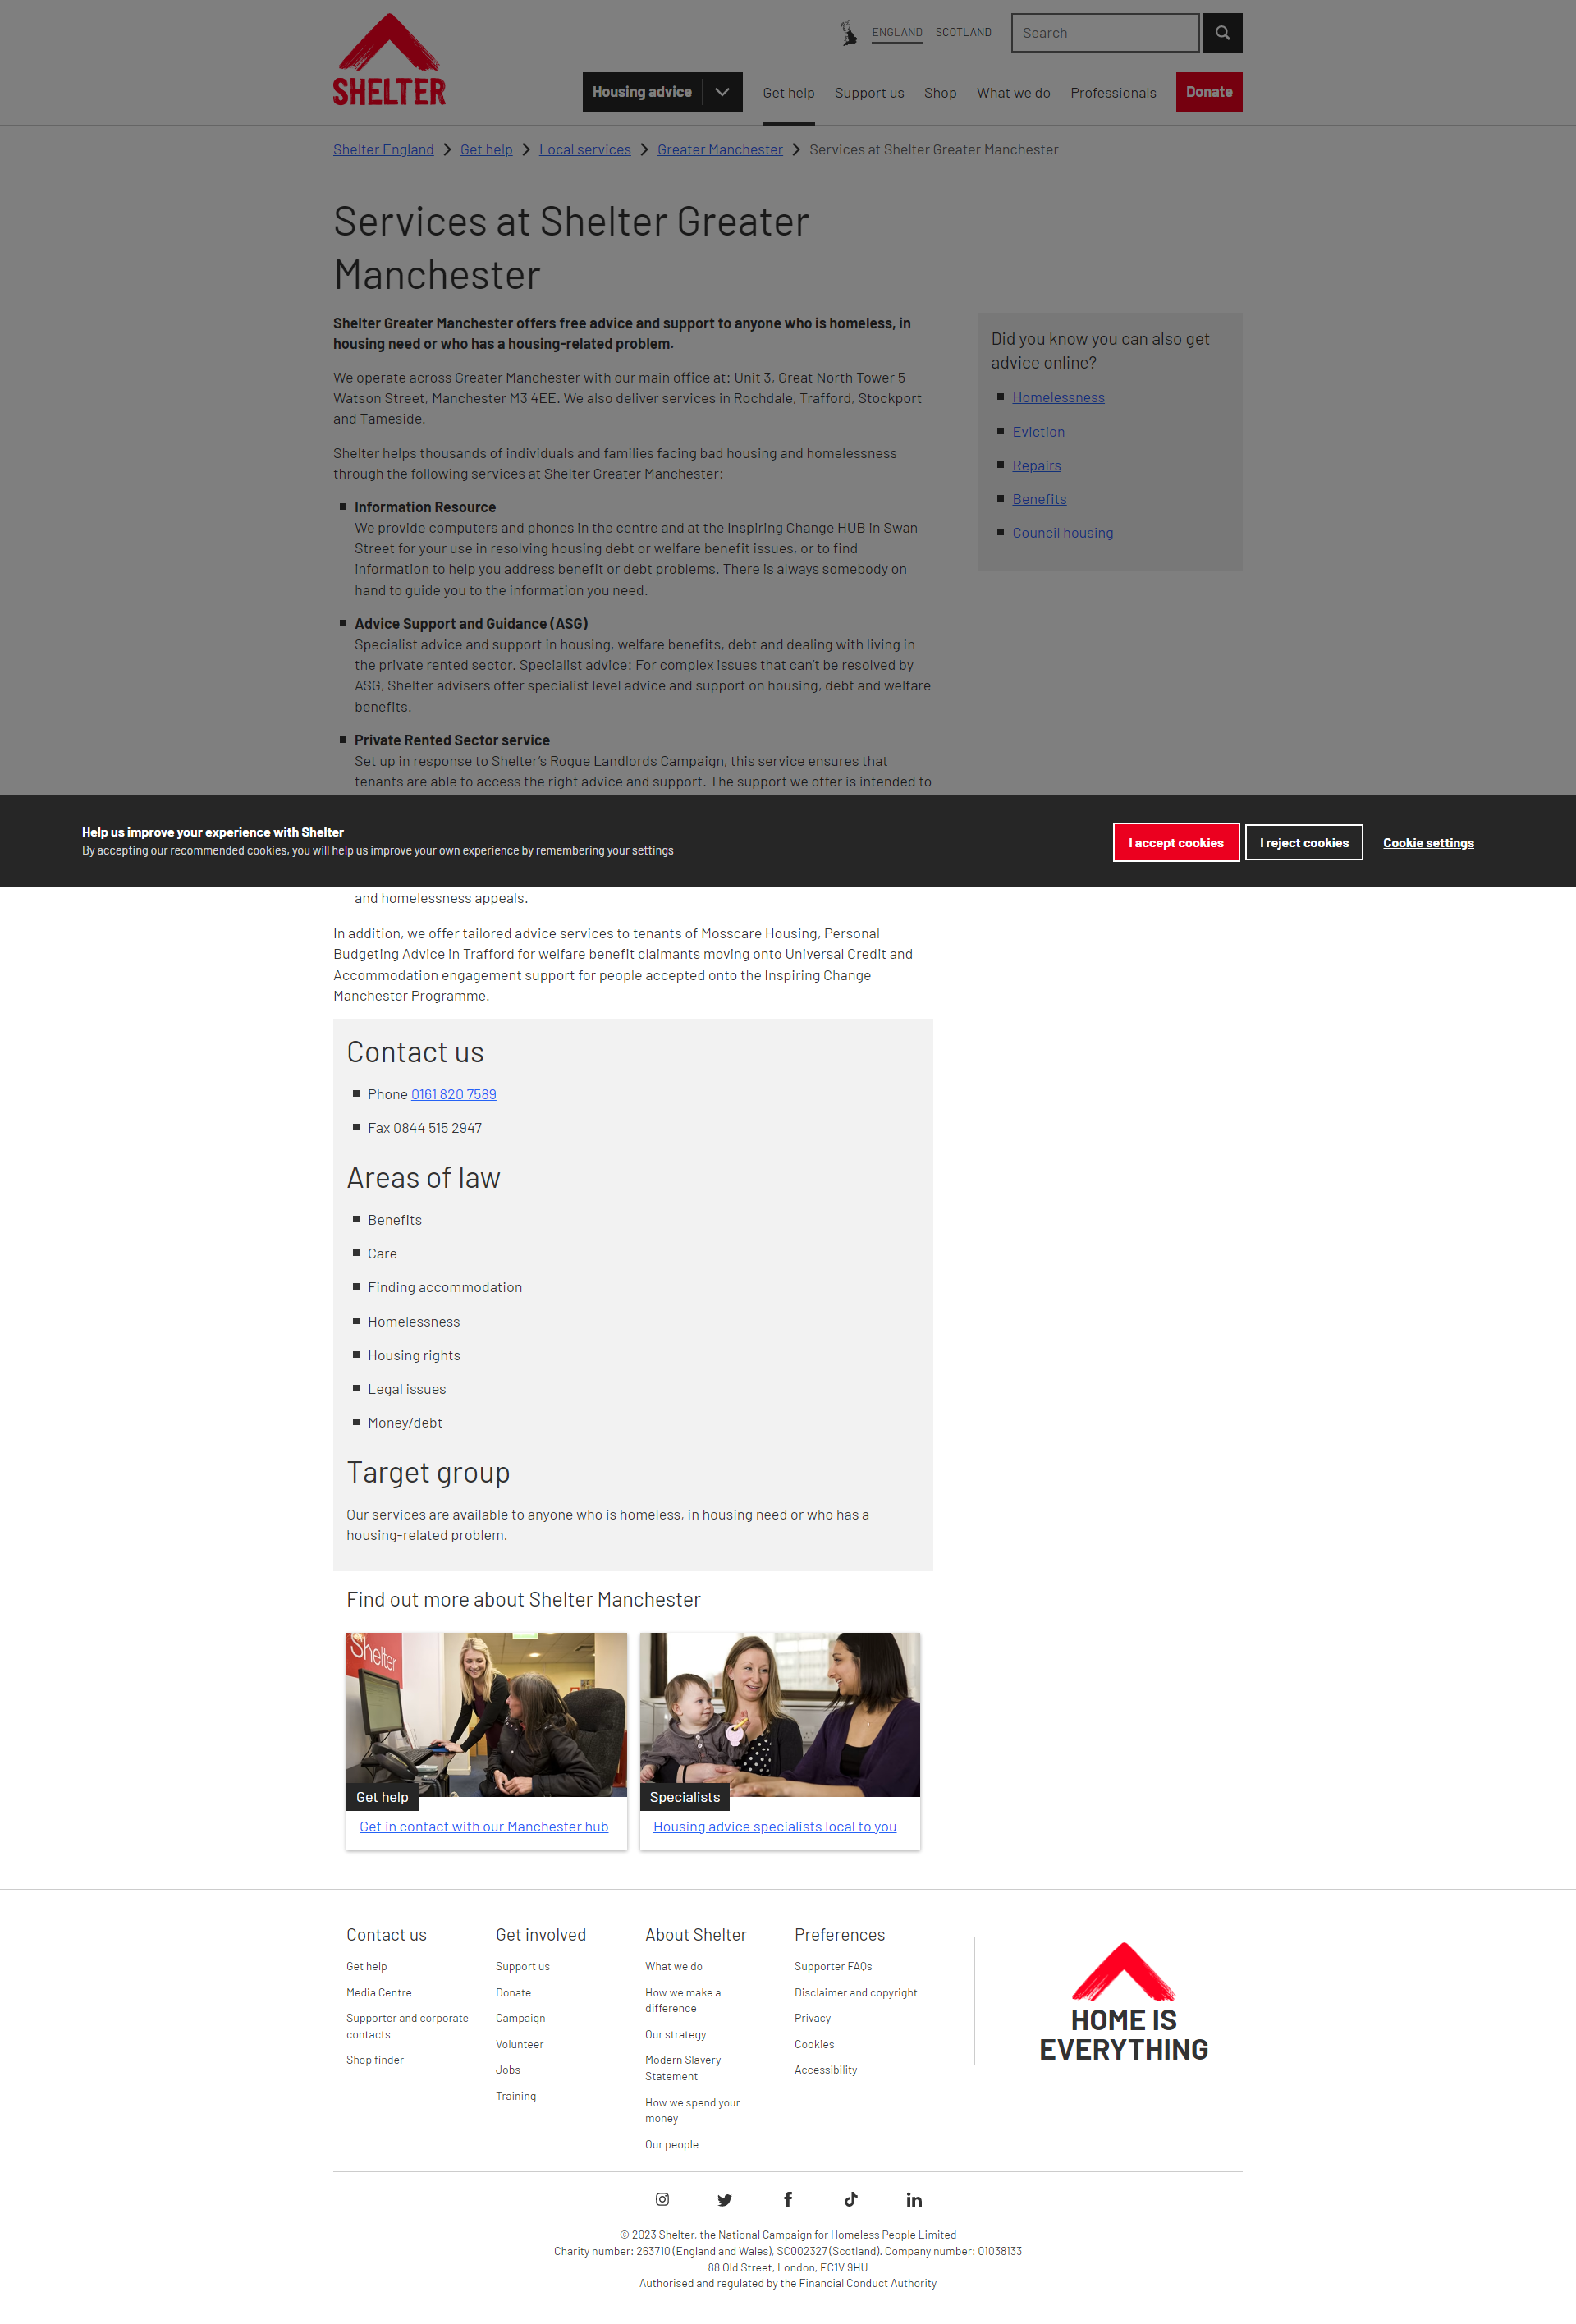 SHELTER
ENGLAND
SCOTLAND
Search
Housing advice
Get help
Support us
Shop
What we do
Professionals
Donate
Shelter England
Get help
Local services
Greater Manchester
Services at Shelter Greater Manchester
Services at Shelter Greater
Manchester
Shelter Greater Manchester offers free advice and support to anyone who is homeless, in
housing need or who has a housing-related problem.
We operate across Greater Manchester with our main office at: Unit 3, Great North Tower 5
Watson Street, Manchester M3 4EE. We also deliver services in Rochdale, Trafford, Stockport
and Tameside.
Shelter helps thousands of individuals and families facing bad housing and homelessness
through the following services at Shelter Greater Manchester:
Information Resource
We provide computers and phones in the centre and at the Inspiring Change HUB in Swan
Street for your use in resolving housing debt or welfare benefit issues, or to find
information to help you address benefit or debt problems. There is always somebody on
hand to guide you to the information you need.
Advice Support and Guidance (ASG)
Specialist advice and support in housing, welfare benefits, debt and dealing with living in
the private rented sector. Specialist advice: For complex issues that can't be resolved by
ASG, Shelter advisers offer specialist level advice and support on housing, debt and welfare
benefits.
Private Rented Sector service
Set up in response to Shelter's Rogue Landlords Campaign, this service ensures that
tenants are able to access the right advice and support. The support we offer is intended to
Did you know you can also get
advice online?
Homelessness
Eviction
Repairs
Benefits
Council housing
Help us improve your experience with Shelter
By accepting our recommended cookies, you will help us improve your own experience by remembering your settings
I accept cookies
I reject cookies
Cookie settings
and homelessness appeals.
In addition, we offer tailored advice services to tenants of Mosscare Housing, Personal
Budgeting Advice in Trafford for welfare benefit claimants moving onto Universal Credit and
Accommodation engagement support for people accepted onto the Inspiring Change
Manchester Programme.
Contact us
Phone 0161 820 7589
Fax 0844 515 2947
Areas of law
Benefits
Care
Finding accommodation
Homelessness
Housing rights
Legal issues
Money/debt
Target group
Our services are available to anyone who is homeless, in housing need or who has a
housing-related problem.
Find out more about Shelter Manchester
Shelter
Get help
Get in contact with our Manchester hub
Specialists
Housing advice specialists local to you
Contact us
Get help
Media Centre
Supporter and corporate
contacts
Shop finder
Get involved
Support us
Donate
Campaign
Volunteer
Jobs
Training
About Shelter
What we do
How we make a
difference
Our strategy
Modern Slavery
Statement
How we spend your
money
Our people
Preferences
Supporter FAQs
Disclaimer and copyright
Privacy
Cookies
Accessibility
HOME IS
EVERYTHING
© 2023 Shelter, the National Campaign for Homeless People Limited
Charity number: 263710 (England and Wales), SC002327 (Scotland). Company number: 01038133
88 Old Street, London, EC1V 9HU
Authorised and regulated by the Financial Conduct Authority